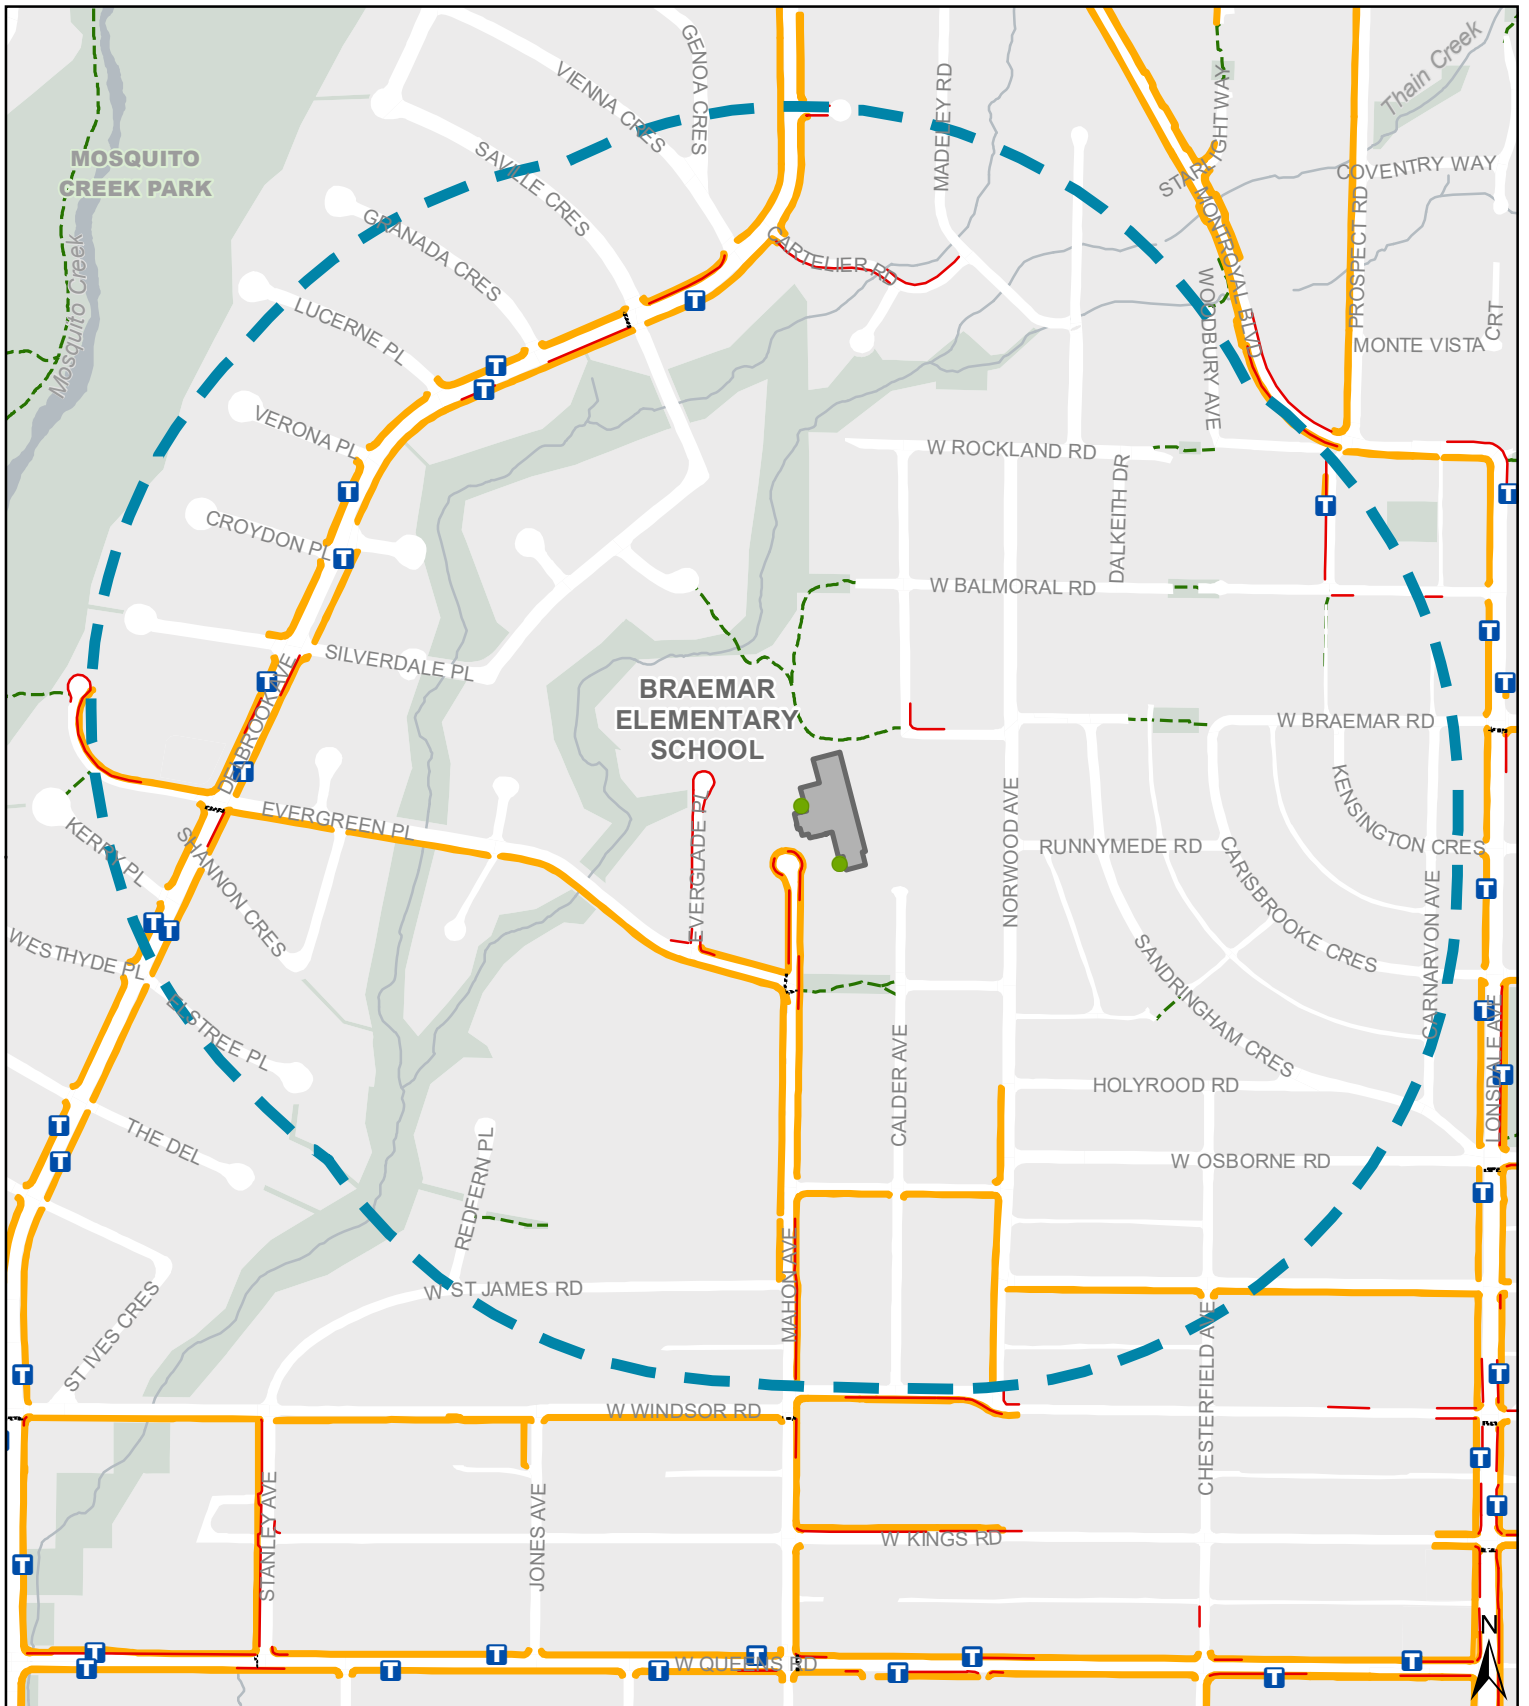 GENOA CRES
VIENNA CRES
MADELEY RD
STARLIGHTWAY
Thain Creek
MOSQUITO
CREEK PARK
SAVILLE CRES
COVENTRY WAY
GRANADA CRES
CARTELIER RD
MONTROYAL BLVD
PROSPECT RD
Mosquito Creek
LUCERNE PL
WOODBURY AVE
MONTE VISTA
CRT
VERONA PL
W ROCKLAND RD
DALKEITH DR
T
T
T
T
T
T
CROYDON PL
T
W BALMORAL RD
T
SILVERDALE PL
BRAEMAR
ELEMENTARY
SCHOOL
T
T
W BRAEMAR RD
DELBROOK AVE
T
EVERGREEN PL
EVERGLADE PL
NORWOOD AVE
RUNNYMEDE RD
KENSINGTON CRES
KERRY PL
SHANNON CRES
CARISBROOKE CRES
CARNARVON AVE
T
T
T
WESTHYDE PL
SANDRINGHAM CRES
ELSTREE PL
T
LONSDALE AVE
T
CALDER AVE
HOLYROOD RD
T
THE DEL
REDFERN PL
T
W OSBORNE RD
T
MAHON AVE
W ST JAMES RD
ST IVES CRES
CHESTERFIELD AVE
T
T
W WINDSOR RD
T
STANLEY AVE
JONES AVE
T
W KINGS RD
T
N
T
T
T
T
T
T
W QUEENS RD
T
T
T
T